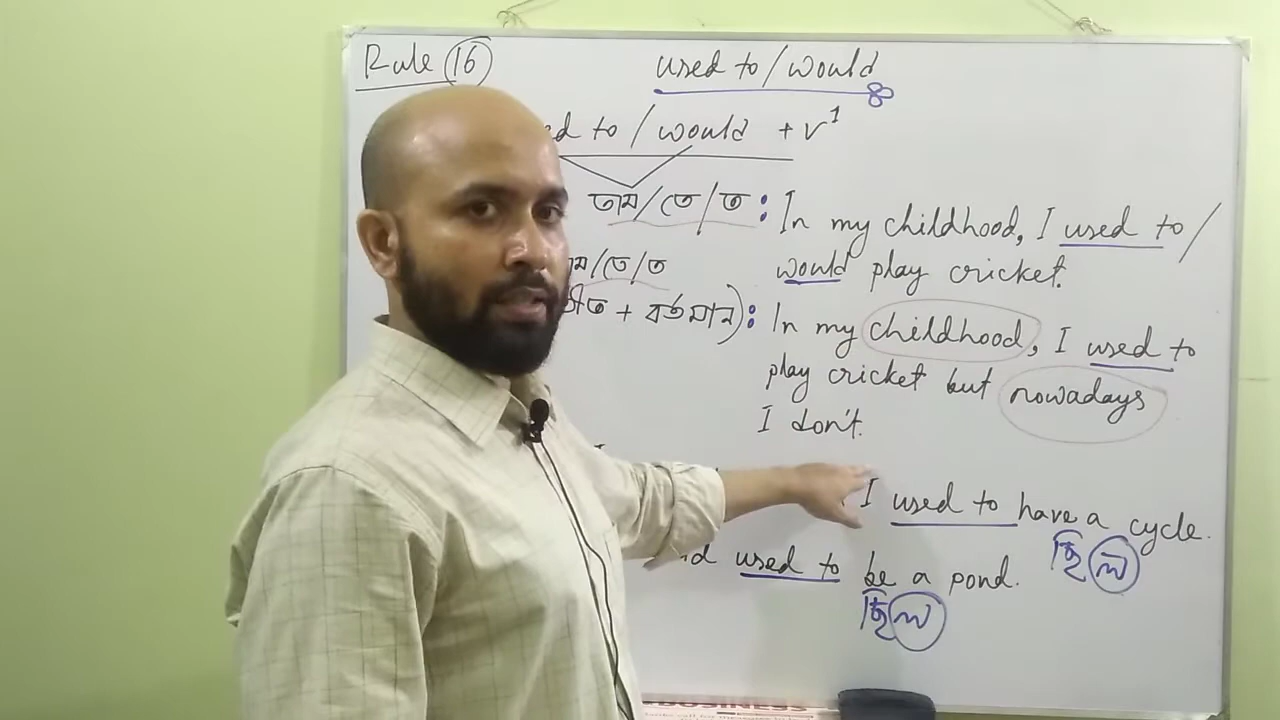 Rule 16
used to/would
to / would + v1
তাম/তে/ত : In my childhood, I used to/
would play cricket.
/তে/ত
+ বর্তমান) : In my childhood, I used to
play cricket but nowadays
I don't.
I used to have a cycle.
ছিল
used to be a pond.
ছিল
BUSINESS